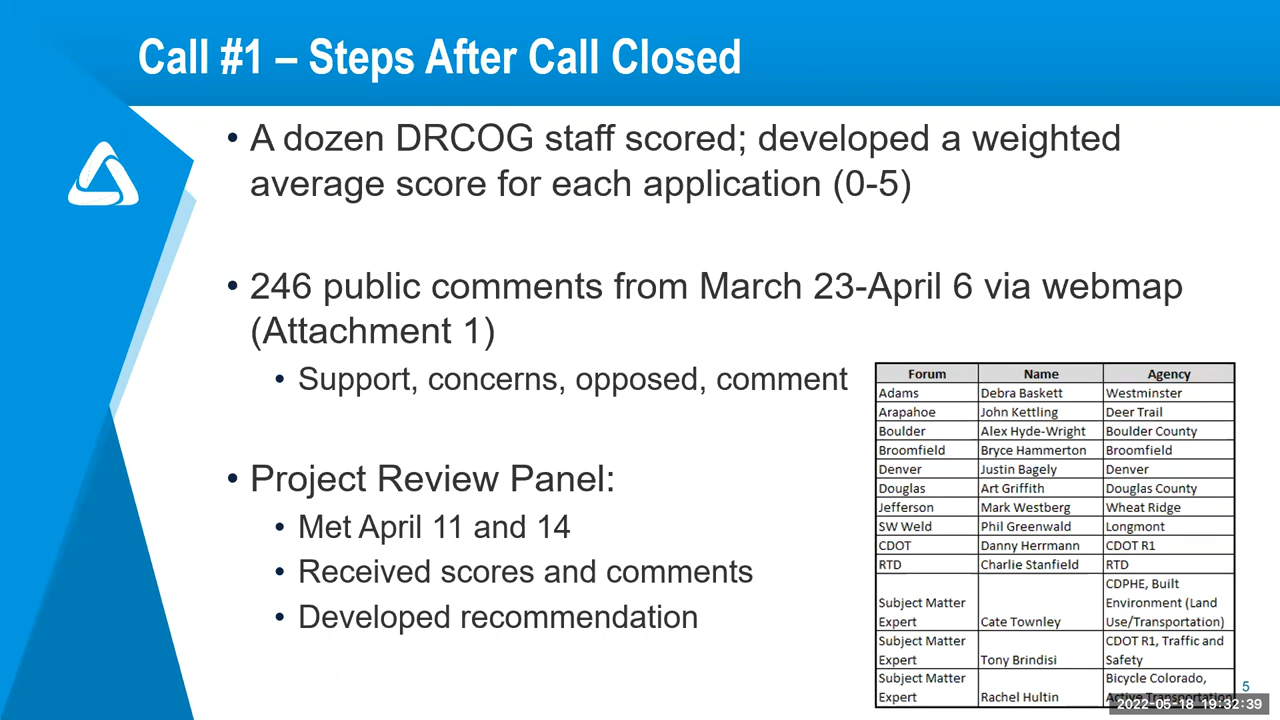 Call #1 – Steps After Call Closed
• A dozen DRCOG staff scored; developed a weighted
average score for each application (0-5)
• 246 public comments from March 23-April 6 via webmap
(Attachment 1)
• Support, concerns, opposed, comment
• Project Review Panel:
• Met April 11 and 14
• Received scores and comments
• Developed recommendation
Forum Name Agency
Adams Debra Baskett Westminster
Arapahoe John Kettling Deer Trail
Boulder Alex Hyde-Wright Boulder County
Broomfield Bryce Hammerton Broomfield
Denver Justin Bagely Denver
Douglas Art Griffith Douglas County
Jefferson Mark Westberg Wheat Ridge
SW Weld Phil Greenwald Longmont
CDOT Danny Herrmann CDOT R1
RTD Charlie Stanfield RTD
CDPHE, Built
Subject Matter Environment (Land
Expert Cate Townley Use/Transportation)
Subject Matter CDOT R1, Traffic and
Expert Tony Brindisi Safety
Subject Matter Bicycle Colorado,
Expert Rachel Hultin Active Transportation
5
2022-05-18 19:32:39